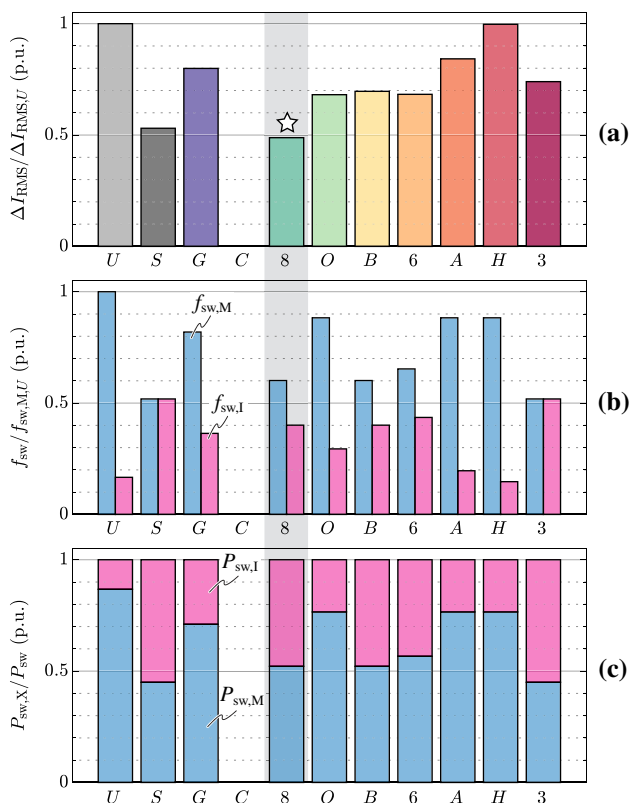 ΔI_RMS/ΔI_RMS,U (p.u.)
1
0.5
0
U S G C 8 O B 6 A H 3
(a)
f_sw/f_sw,M,U (p.u.)
1
0.5
0
f_sw,M
f_sw,I
U S G C 8 O B 6 A H 3
(b)
P_sw,X/P_sw (p.u.)
1
0.5
0
P_sw,I
P_sw,M
U S G C 8 O B 6 A H 3
(c)